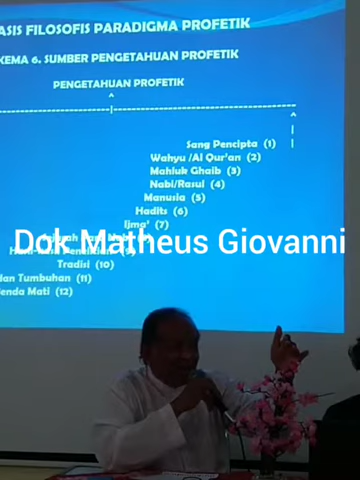 ASIS FILOSOFIS PARADIGMA PROFETIK
KEMA 6. SUMBER PENGETAHUAN PROFETIK
PENGETAHUAN PROFETIK
Sang Pencipta (1)
Wahyu /Al Qur'an (2)
Mahluk Ghaib (3)
Nabi/Rasul (4)
Manusia (5)
Hadits (6)
Ijma' (7)
Dok.Matheus Giovanni
Tradisi (10)
dan Tumbuhan (11)
enda Mati (12)